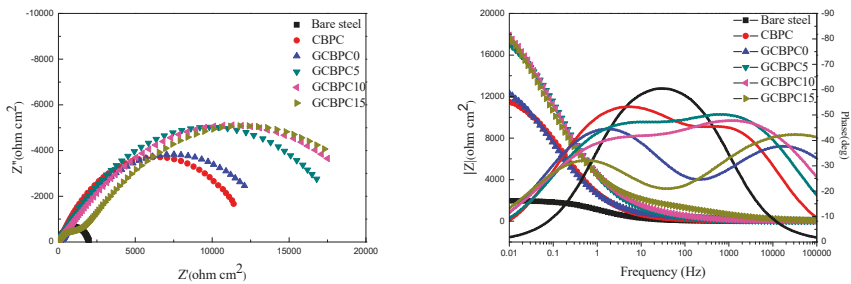 -10000
-8000
-6000
-4000
-2000
0
Z"(ohm cm²)
0
5000
10000
15000
20000
Z'(ohm cm²)
Bare steel
CBPC
GCBPC0
GCBPC5
GCBPC10
GCBPC15
20000
16000
12000
8000
4000
0
|Z|(ohm cm²)
0.01
0.1
1
10
100
1000
10000
100000
Frequency (Hz)
-90
-80
-70
-60
-50
-40
-30
-20
-10
0
Phase(deg)
Bare steel
CBPC
GCBPC0
GCBPC5
GCBPC10
GCBPC15